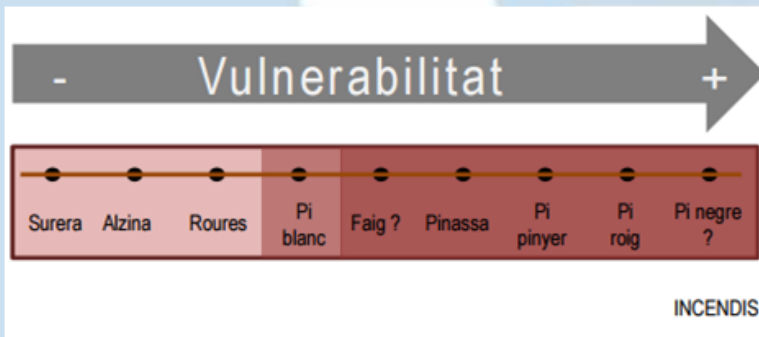 - Vulnerabilitat +
Surera Alzina Roures Pi blanc Faig ? Pinassa Pi pinyer Pi roig Pi negre ?
INCENDIS